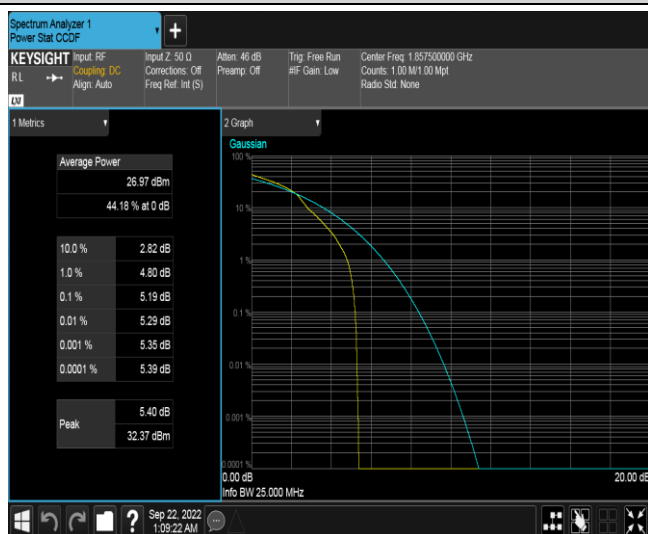 Spectrum Analyzer 1
Power Stat CCDF
KEYSIGHT
RL
LXI
Input: RF
Coupling: DC
Align: Auto
Input Z: 50 Ω
Corrections: Off
Freq Ref: Int (S)
Atten: 46 dB
Preamp: Off
Trig: Free Run
#IF Gain: Low
Center Freq: 1.857500000 GHz
Counts: 1.00 M/1.00 Mpt
Radio Std: None
1 Metrics
Average Power
26.97 dBm
44.18 % at 0 dB
10.0 % 2.82 dB
1.0 % 4.80 dB
0.1 % 5.19 dB
0.01 % 5.29 dB
0.001 % 5.35 dB
0.0001 % 5.39 dB
Peak
5.40 dB
32.37 dBm
2 Graph
Gaussian
100 %
10 %
1 %
0.1 %
0.01 %
0.001 %
0.0001 %
0.00 dB
20.00 dB
Info BW 25.000 MHz
Sep 22, 2022
1:09:22 AM